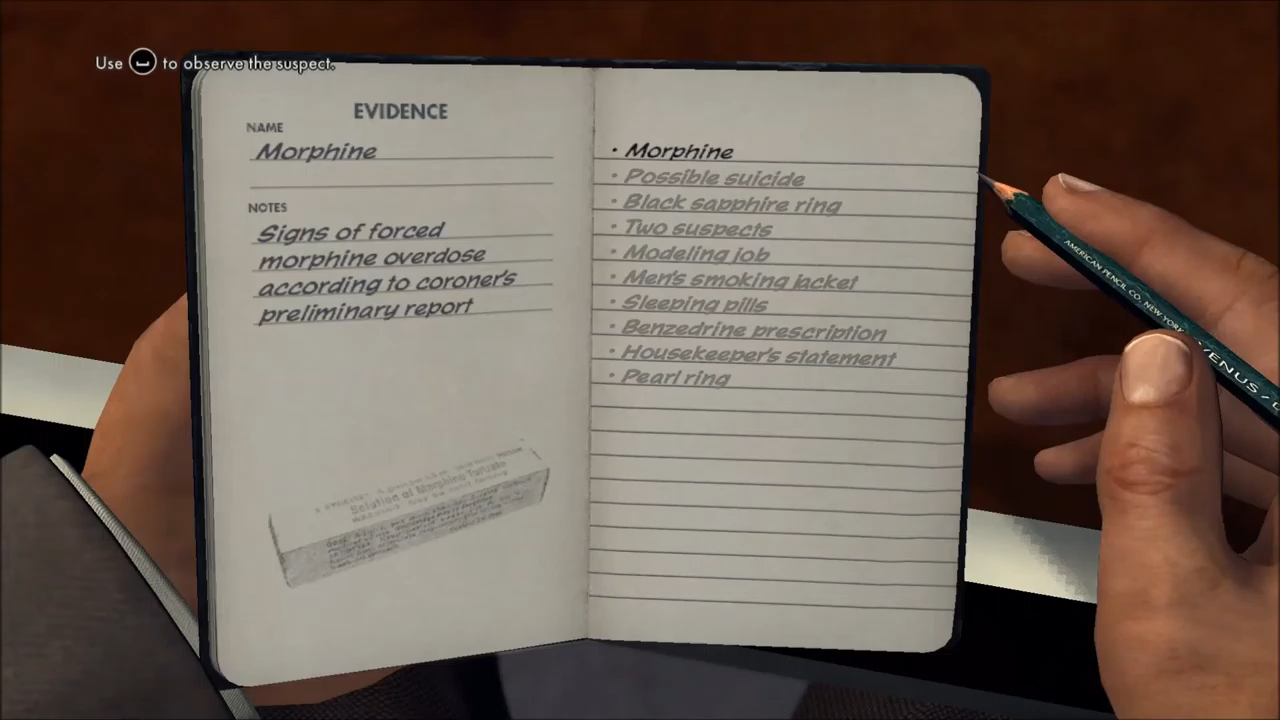 Use to observe the suspect.
EVIDENCE
NAME
Morphine
NOTES
Signs of forced
morphine overdose
according to coroner's
preliminary report
Solution of Morphine Tartrate
• Morphine
• Possible suicide
• Black sapphire ring
• Two suspects
• Modeling job
• Men's smoking jacket
• Sleeping pills
• Benzedrine prescription
• Housekeeper's statement
• Pearl ring
AMERICAN PENCIL CO. NEW YORK
VENUS